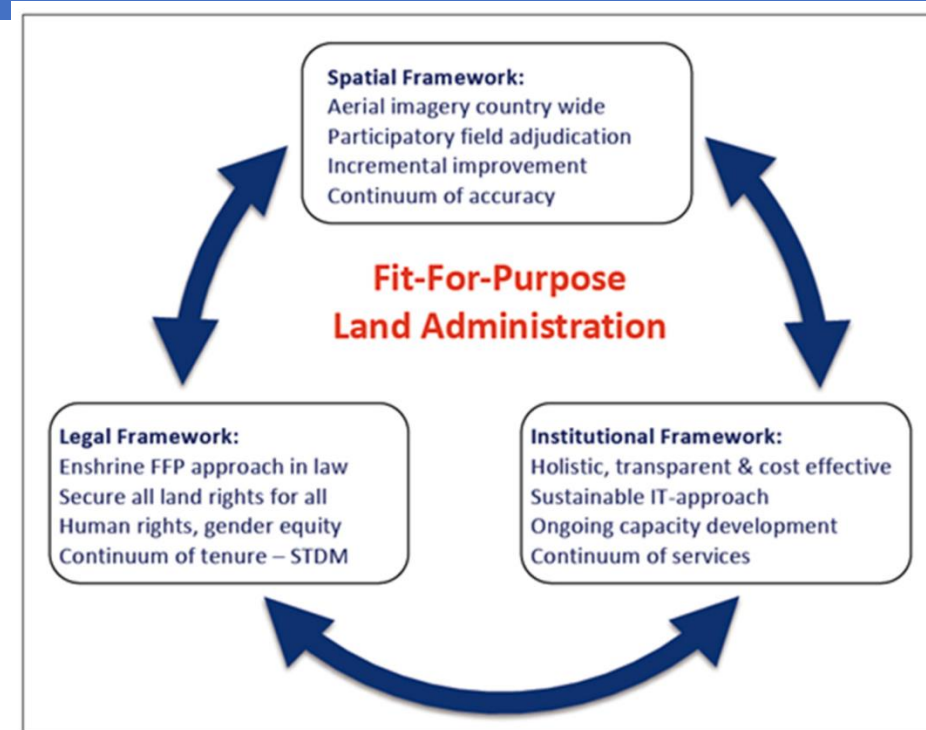 Spatial Framework:
Aerial imagery country wide
Participatory field adjudication
Incremental improvement
Continuum of accuracy
Fit-For-Purpose
Land Administration
Legal Framework:
Enshrine FFP approach in law
Secure all land rights for all
Human rights, gender equity
Continuum of tenure – STDM
Institutional Framework:
Holistic, transparent & cost effective
Sustainable IT-approach
Ongoing capacity development
Continuum of services